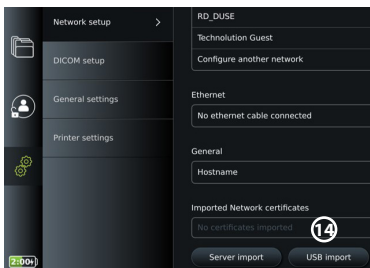 Network setup >
DICOM setup
General settings
Printer settings
2:00
RD_DUSE
Technolution Guest
Configure another network
Ethernet
No ethernet cable connected
General
Hostname
Imported Network certificates
No certificates imported
14
Server import
USB import